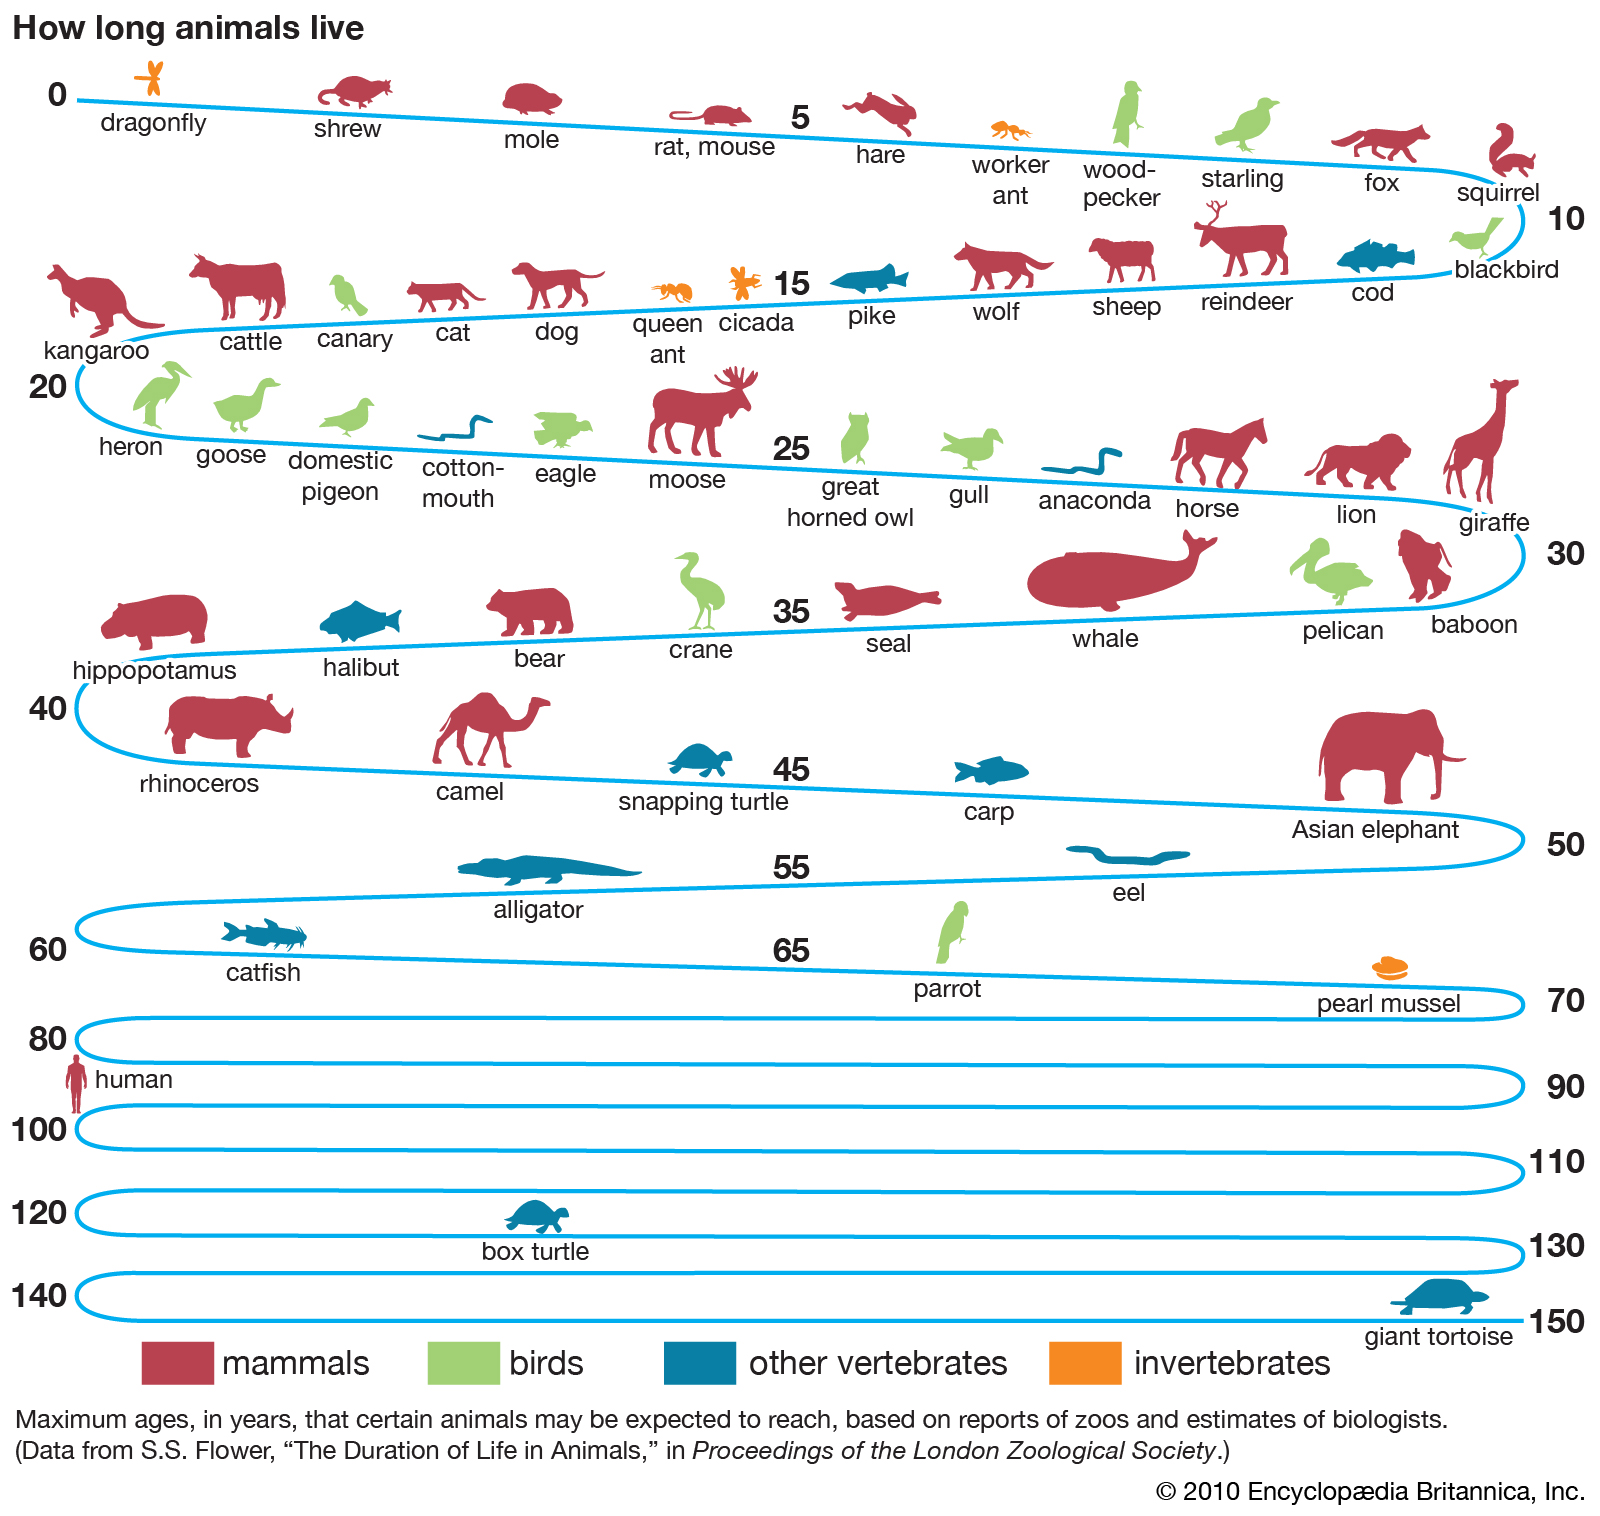 How long animals live
0
dragonfly
shrew
mole
rat, mouse
5
hare
worker
ant
wood-
pecker
starling
fox
squirrel
10
kangaroo
cattle
canary
cat
dog
queen
ant
cicada
15
pike
wolf
sheep
reindeer
cod
blackbird
20
heron
goose
domestic
pigeon
cotton-
mouth
eagle
moose
25
great
horned owl
gull
anaconda
horse
lion
giraffe
30
hippopotamus
halibut
bear
crane
35
seal
whale
pelican
baboon
40
rhinoceros
camel
snapping turtle
45
carp
Asian elephant
50
alligator
55
eel
60
catfish
65
parrot
pearl mussel
70
80
human
90
100
110
120
box turtle
130
140
giant tortoise
150
mammals
birds
other vertebrates
invertebrates
Maximum ages, in years, that certain animals may be expected to reach, based on reports of zoos and estimates of biologists.
(Data from S.S. Flower, “The Duration of Life in Animals,” in Proceedings of the London Zoological Society.)
© 2010 Encyclopædia Britannica, Inc.